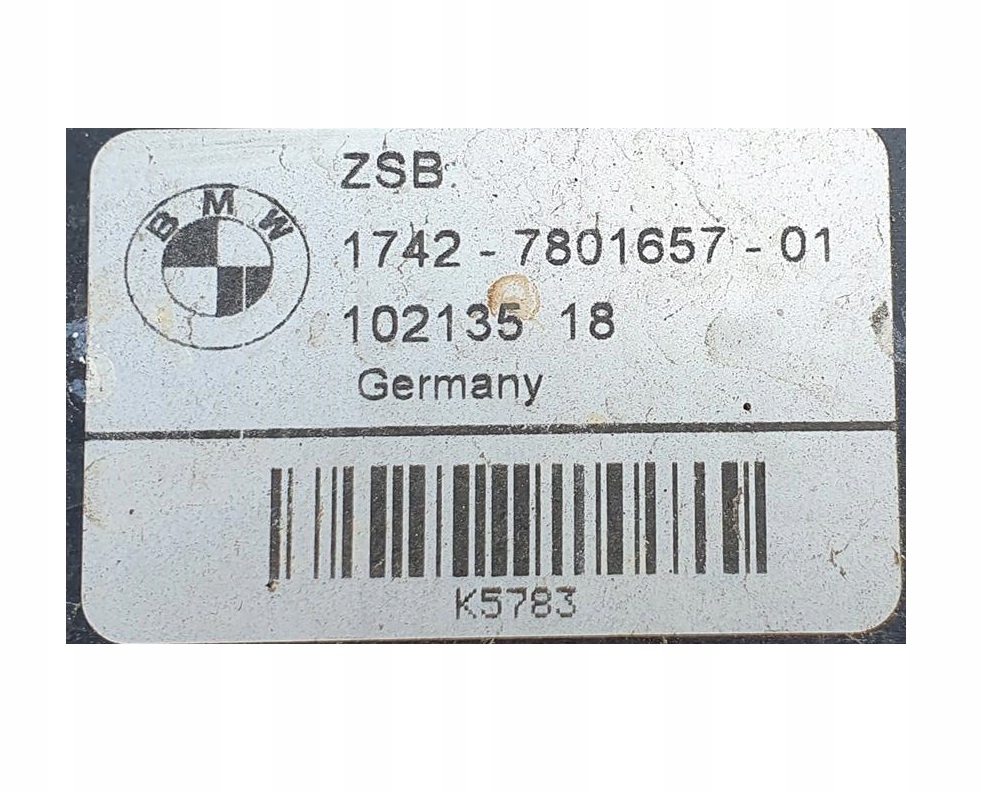 BMW
ZSB.
1742 - 7801657 - 01
102135 18
Germany
K5783